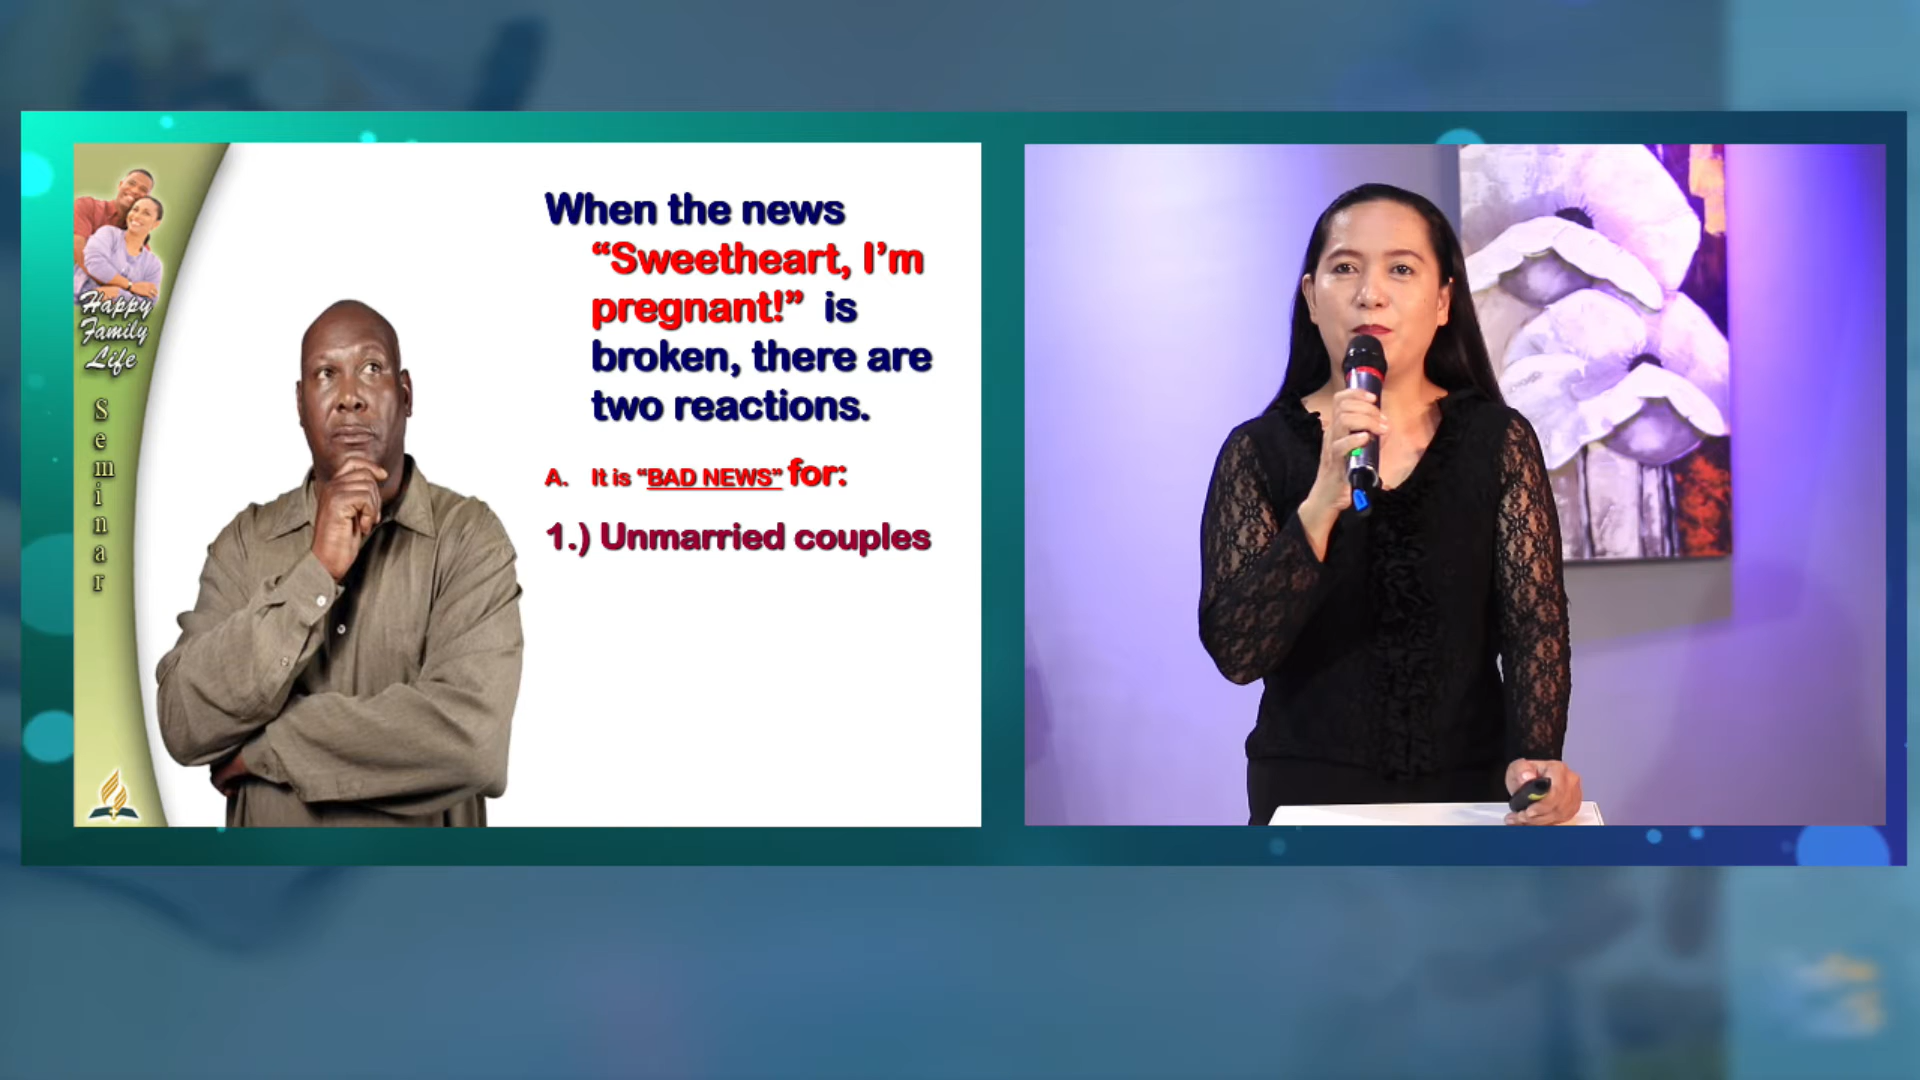 When the news
“Sweetheart, I’m
pregnant!” is
broken, there are
two reactions.
A. It is “BAD NEWS” for:
1.) Unmarried couples
Happy
Family
Life
Seminar